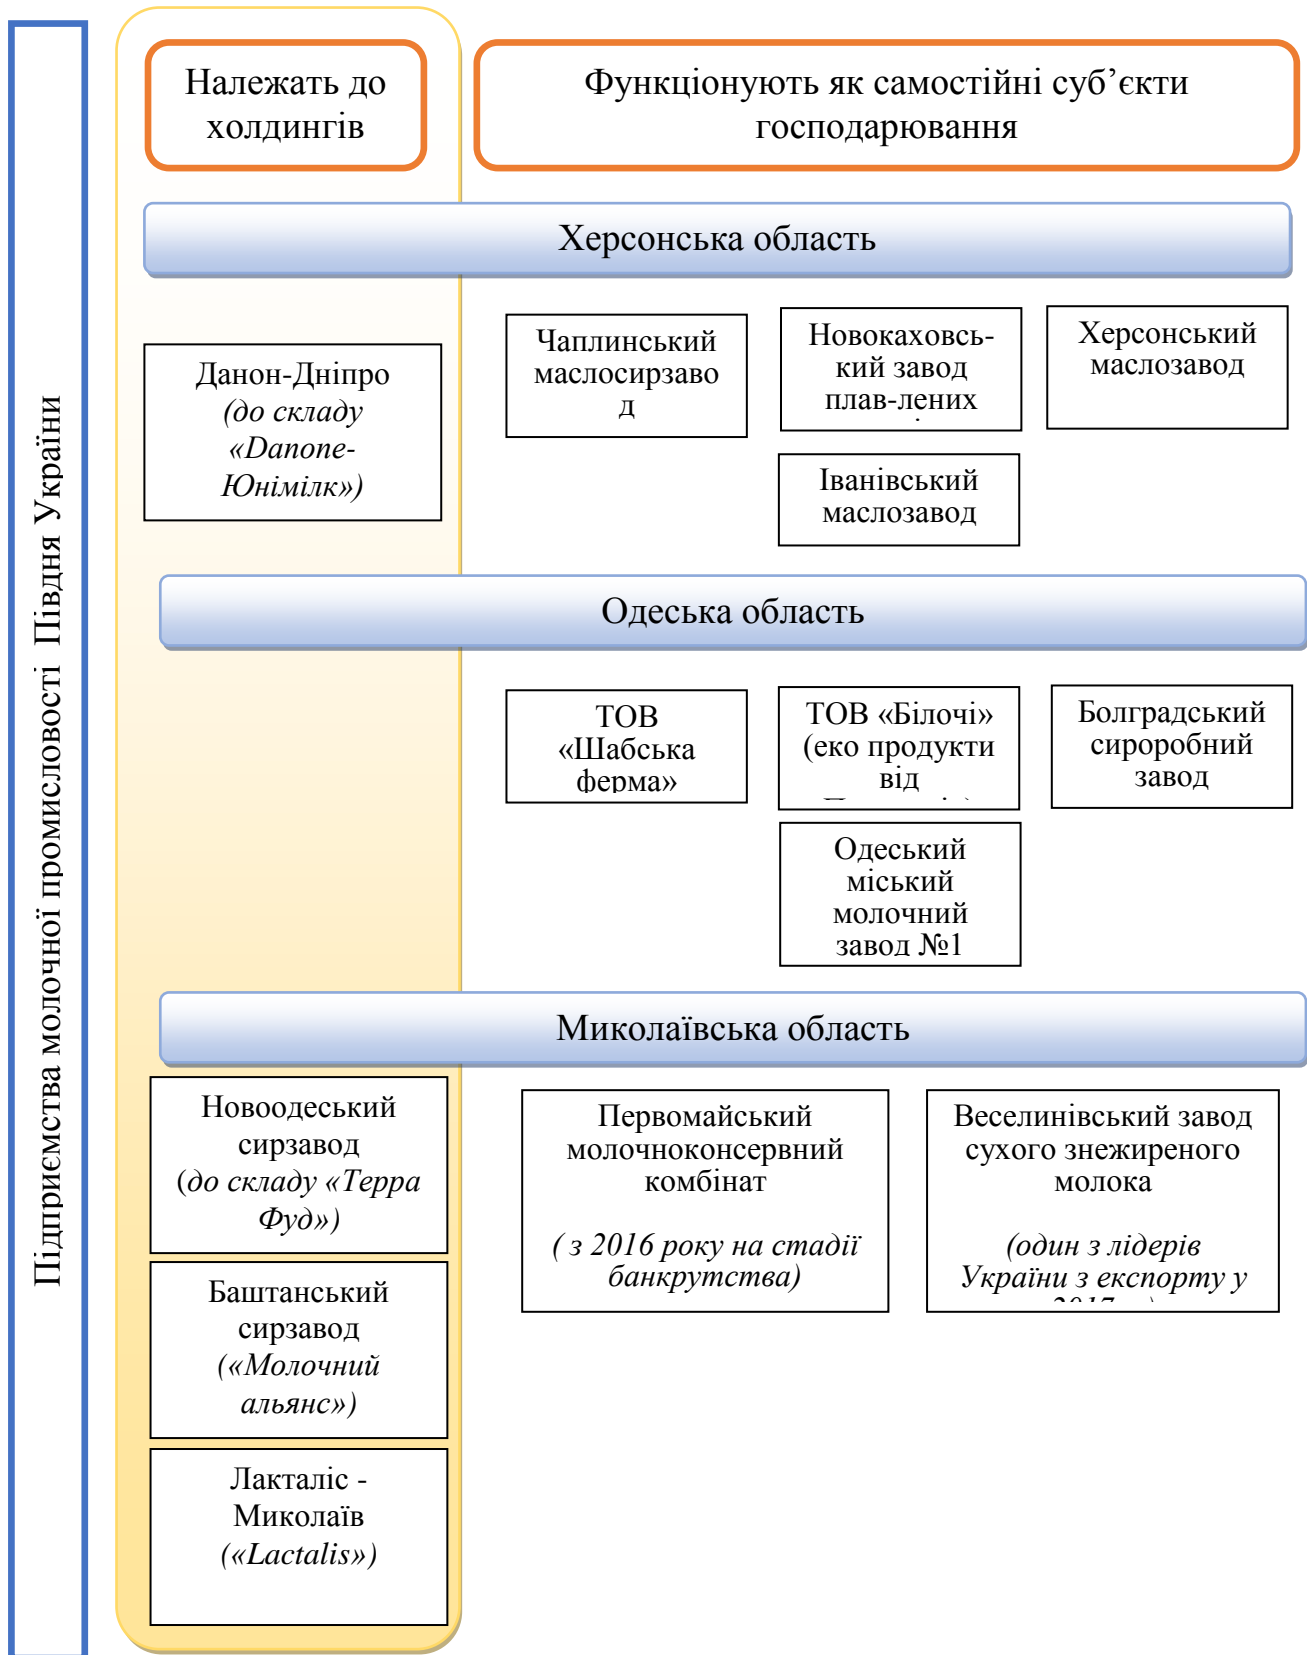 Підприємства молочної промисловості Півдня України
Належать до
холдингів
Функціонують як самостійні суб’єкти
господарювання
Херсонська область
Данон-Дніпро
(до складу
«Danone-
Юнімілк»)
Чаплинський
маслосирзаво
д
Новокаховсь-
кий завод
плав-лених
Херсонський
маслозавод
Іванівський
маслозавод
Одеська область
ТОВ
«Шабська
ферма»
ТОВ «Білочі»
(еко продукти
від
Болградський
сироробний
завод
Одеський
міський
молочний
завод №1
Миколаївська область
Новоодеський
сирзавод
(до складу «Терра
Фуд»)
Баштанський
сирзавод
(«Молочний
альянс»)
Лакталіс -
Миколаїв
(«Lactalis»)
Первомайський
молочноконсервний
комбінат
( з 2016 року на стадії
банкрутства)
Веселинівський завод
сухого знежиреного
молока
(один з лідерів
України з експорту у